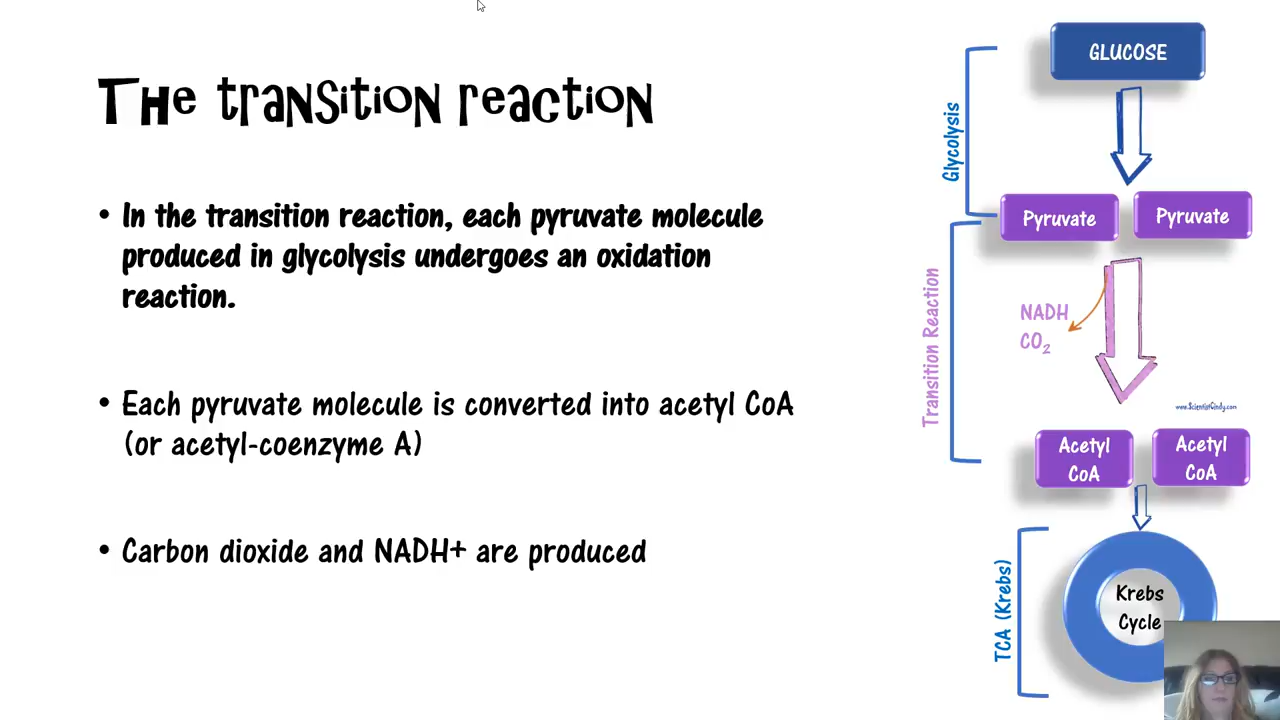 The transition reaction
• In the transition reaction, each pyruvate molecule
produced in glycolysis undergoes an oxidation
reaction.
• Each pyruvate molecule is converted into acetyl CoA
(or acetyl-coenzyme A)
• Carbon dioxide and NADH+ are produced
GLUCOSE
Glycolysis
Pyruvate
Pyruvate
Transition Reaction
NADH
CO₂
www.ScientistCindy.com
Acetyl
CoA
Acetyl
CoA
TCA (Krebs)
Krebs
Cycle